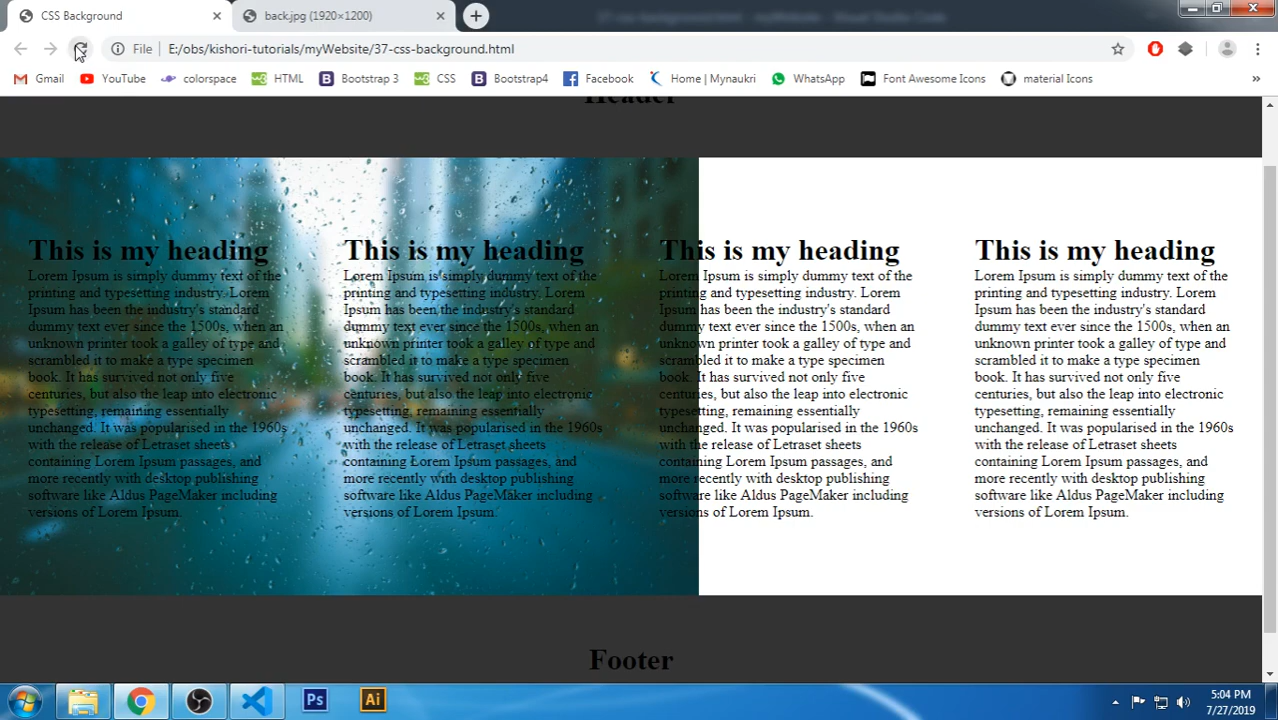 CSS Background
back.jpg (1920×1200)
File
E:/obs/kishori-tutorials/myWebsite/37-css-background.html
Gmail
YouTube
colorspace
HTML
Bootstrap 3
CSS
Bootstrap4
Facebook
Home | Mynaukri
WhatsApp
Font Awesome Icons
material Icons
»
Header
This is my heading
Lorem Ipsum is simply dummy text of the
printing and typesetting industry. Lorem
Ipsum has been the industry's standard
dummy text ever since the 1500s, when an
unknown printer took a galley of type and
scrambled it to make a type specimen
book. It has survived not only five
centuries, but also the leap into electronic
typesetting, remaining essentially
unchanged. It was popularised in the 1960s
with the release of Letraset sheets
containing Lorem Ipsum passages, and
more recently with desktop publishing
software like Aldus PageMaker including
versions of Lorem Ipsum.
This is my heading
Lorem Ipsum is simply dummy text of the
printing and typesetting industry. Lorem
Ipsum has been the industry's standard
dummy text ever since the 1500s, when an
unknown printer took a galley of type and
scrambled it to make a type specimen
book. It has survived not only five
centuries, but also the leap into electronic
typesetting, remaining essentially
unchanged. It was popularised in the 1960s
with the release of Letraset sheets
containing Lorem Ipsum passages, and
more recently with desktop publishing
software like Aldus PageMaker including
versions of Lorem Ipsum.
This is my heading
Lorem Ipsum is simply dummy text of the
printing and typesetting industry. Lorem
Ipsum has been the industry's standard
dummy text ever since the 1500s, when an
unknown printer took a galley of type and
scrambled it to make a type specimen
book. It has survived not only five
centuries, but also the leap into electronic
typesetting, remaining essentially
unchanged. It was popularised in the 1960s
with the release of Letraset sheets
containing Lorem Ipsum passages, and
more recently with desktop publishing
software like Aldus PageMaker including
versions of Lorem Ipsum.
This is my heading
Lorem Ipsum is simply dummy text of the
printing and typesetting industry. Lorem
Ipsum has been the industry's standard
dummy text ever since the 1500s, when an
unknown printer took a galley of type and
scrambled it to make a type specimen
book. It has survived not only five
centuries, but also the leap into electronic
typesetting, remaining essentially
unchanged. It was popularised in the 1960s
with the release of Letraset sheets
containing Lorem Ipsum passages, and
more recently with desktop publishing
software like Aldus PageMaker including
versions of Lorem Ipsum.
Footer
Ps
Ai
5:04 PM
7/27/2019